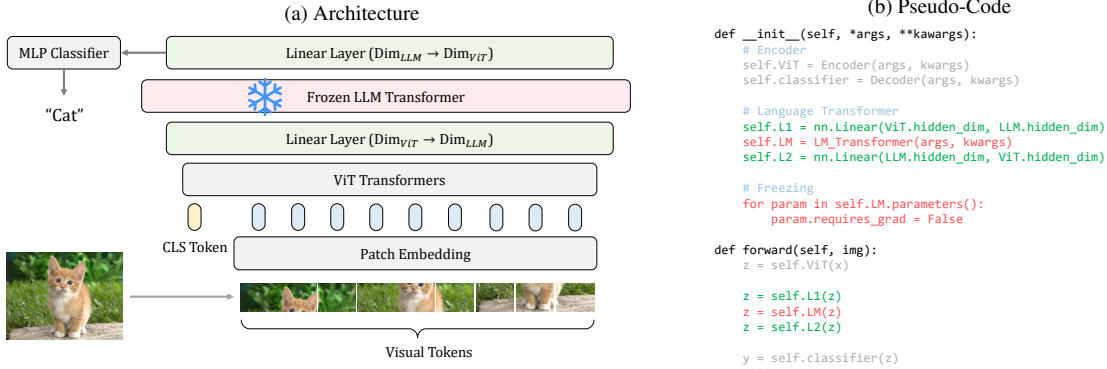 (a) Architecture
MLP Classifier
Linear Layer (Dim_LLM → Dim_ViT)
"Cat"
Frozen LLM Transformer
Linear Layer (Dim_ViT → Dim_LLM)
ViT Transformers
CLS Token
Patch Embedding
Visual Tokens
(b) Pseudo-Code
def __init__(self, *args, **kawargs):
    # Encoder
    self.ViT = Encoder(args, kwargs)
    self.classifier = Decoder(args, kwargs)
    # Language Transformer
    self.L1 = nn.Linear(ViT.hidden_dim, LLM.hidden_dim)
    self.LM = LM_Transformer(args, kwargs)
    self.L2 = nn.Linear(LLM.hidden_dim, ViT.hidden_dim)
    # Freezing
    for param in self.LM.parameters():
        param.requires_grad = False
def forward(self, img):
    z = self.ViT(x)
    z = self.L1(z)
    z = self.LM(z)
    z = self.L2(z)
    y = self.classifier(z)